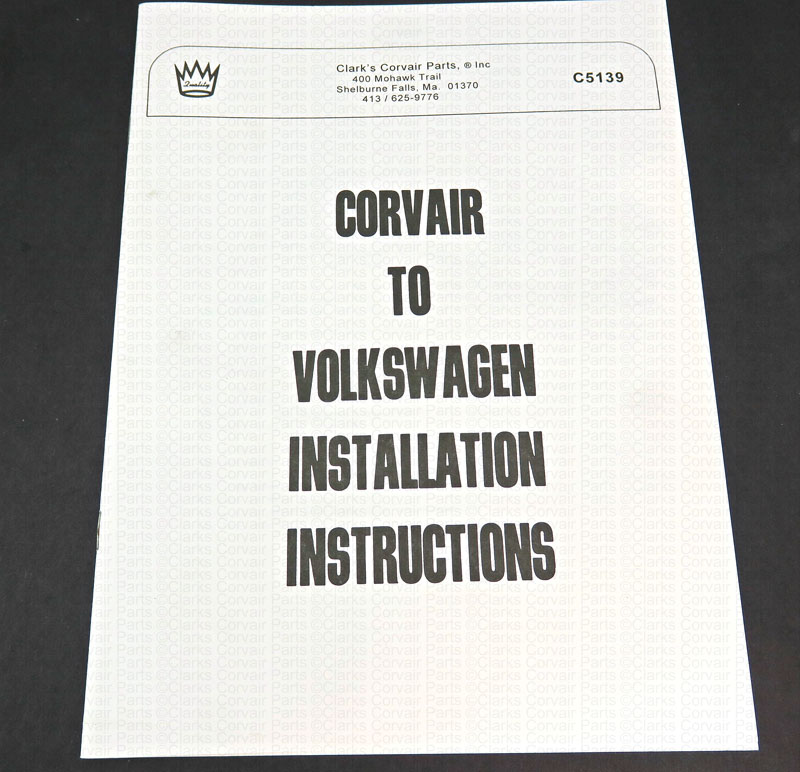 Quality
Clark's Corvair Parts, ® Inc
400 Mohawk Trail
Shelburne Falls, Ma. 01370
413 / 625-9776
C5139
CORVAIR
TO
VOLKSWAGEN
INSTALLATION
INSTRUCTIONS